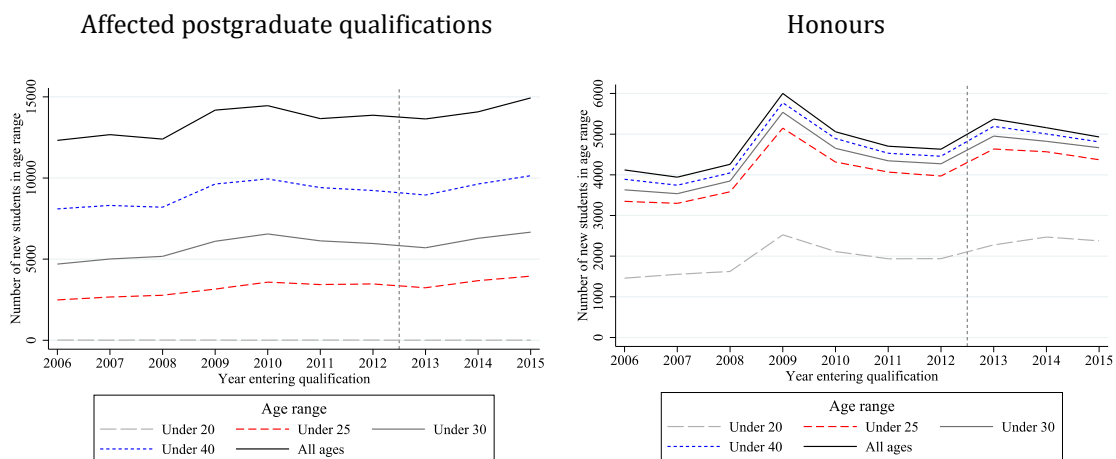 Affected postgraduate qualifications
Number of new students in age range
15000
10000
5000
0
2006 2007 2008 2009 2010 2011 2012 2013 2014 2015
Year entering qualification
Age range
Under 20 Under 25 Under 30
Under 40 All ages
Honours
Number of new students in age range
6000
5000
4000
3000
2000
1000
0
2006 2007 2008 2009 2010 2011 2012 2013 2014 2015
Year entering qualification
Age range
Under 20 Under 25 Under 30
Under 40 All ages